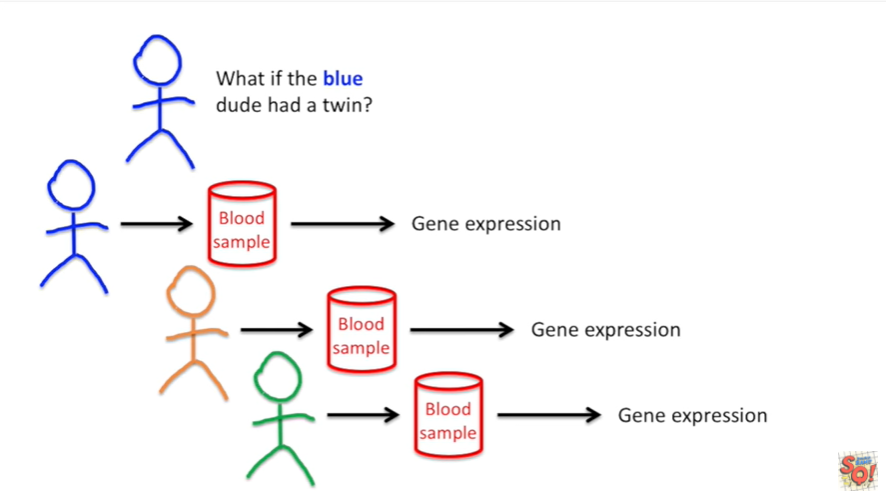 What if the blue
dude had a twin?
Blood
sample
Gene expression
Blood
sample
Gene expression
Blood
sample
Gene expression
SO!